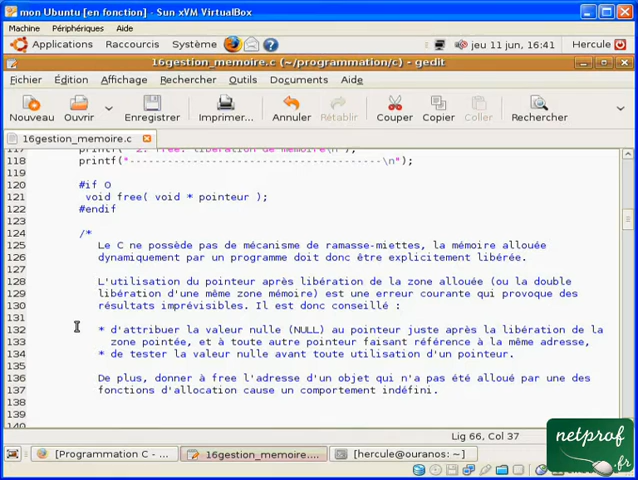 mon Ubuntu [en fonction] - Sun xVM VirtualBox
Machine Périphériques Aide
Applications Raccourcis Système ? jeu 11 jun, 16:41 Hercule
16gestion_memoire.c (~/programmation/c) - gedit
Fichier Édition Affichage Rechercher Outils Documents Aide
Nouveau Ouvrir Enregistrer Imprimer... Annuler Rétablir Couper Copier Coller Rechercher
16gestion_memoire.c
117 printf(" 2. free: liberation de memoire\n");
118 printf("----------------------------------------\n");
119
120 #if 0
121 void free( void * pointeur );
122 #endif
123
124 /*
125 Le C ne possède pas de mécanisme de ramasse-miettes, la mémoire allouée
126 dynamiquement par un programme doit donc être explicitement libérée.
127
128 L'utilisation du pointeur après libération de la zone allouée (ou la double
129 libération d'une même zone mémoire) est une erreur courante qui provoque des
130 résultats imprévisibles. Il est donc conseillé :
131
132 * d'attribuer la valeur nulle (NULL) au pointeur juste après la libération de la
133 zone pointée, et à toute autre pointeur faisant référence à la même adresse,
134 * de tester la valeur nulle avant toute utilisation d'un pointeur.
135
136 De plus, donner à free l'adresse d'un objet qui n'a pas été alloué par une des
137 fonctions d'allocation cause un comportement indéfini.
138
139
140
Lig 66, Col 37
[Programmation C - ... 16gestion_memoire.... [hercule@ouranos: ~]
netprof
.fr